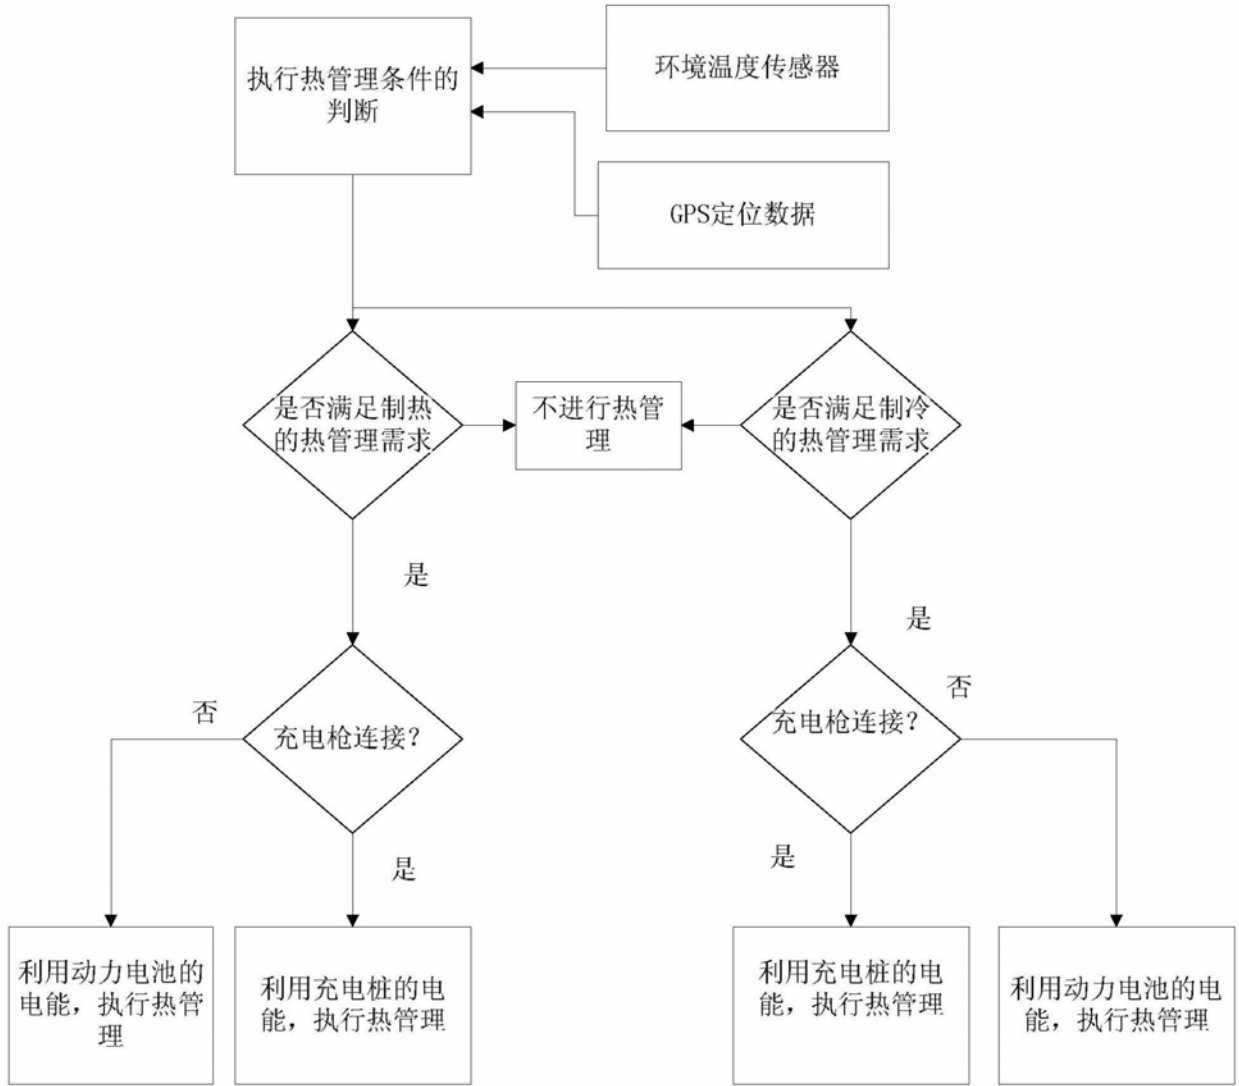 执行热管理条件的
判断
环境温度传感器
GPS定位数据
是否满足制热
的热管理需求
不进行热管
理
是否满足制冷
的热管理需求
是
是
否
充电枪连接?
充电枪连接?
否
是
是
利用动力电池的
电能，执行热管
理
利用充电桩的电
能，执行热管理
利用充电桩的电
能，执行热管理
利用动力电池的电
能，执行热管理